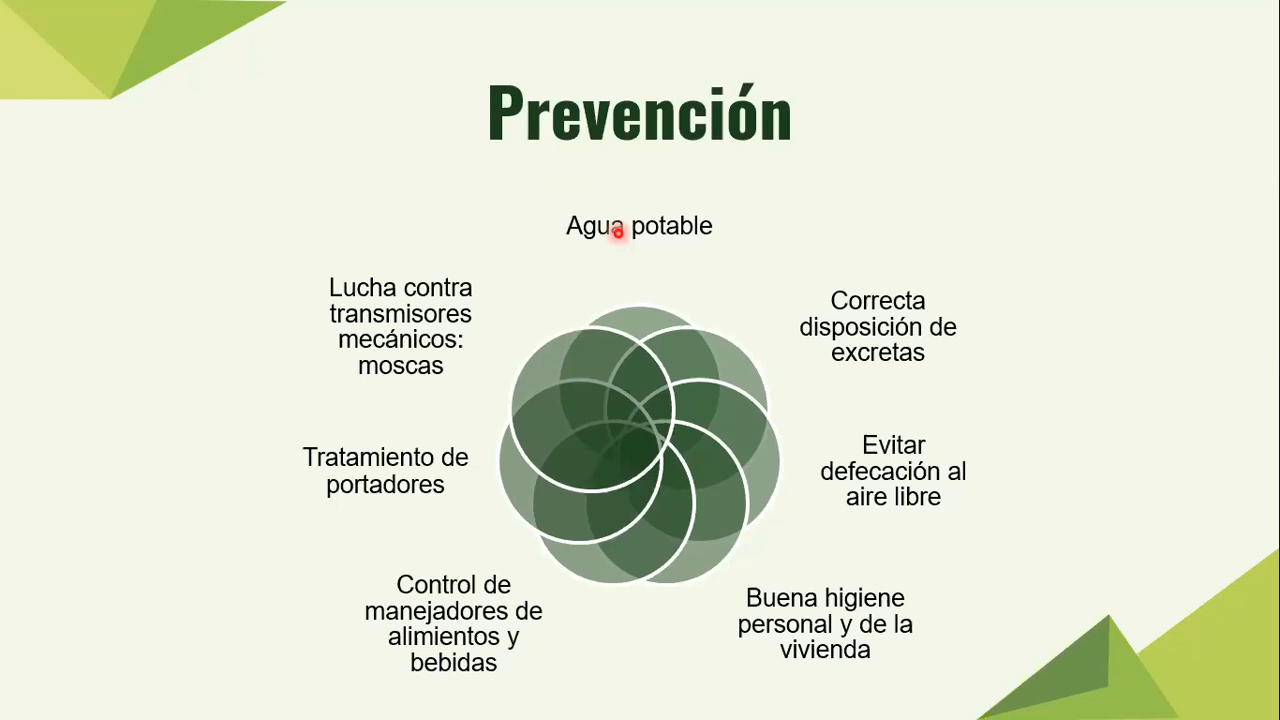 Prevención
Agua potable
Correcta
disposición de
excretas
Evitar
defecación al
aire libre
Buena higiene
personal y de la
vivienda
Control de
manejadores de
alimientos y
bebidas
Tratamiento de
portadores
Lucha contra
transmisores
mecánicos:
moscas